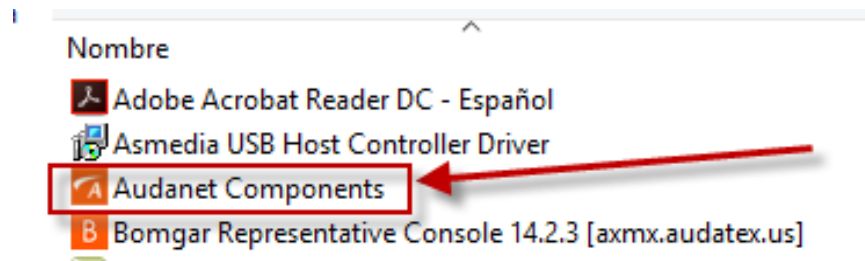 Nombre
Adobe Acrobat Reader DC - Español
Asmedia USB Host Controller Driver
Audanet Components
Bomgar Representative Console 14.2.3 [axmx.audatex.us]